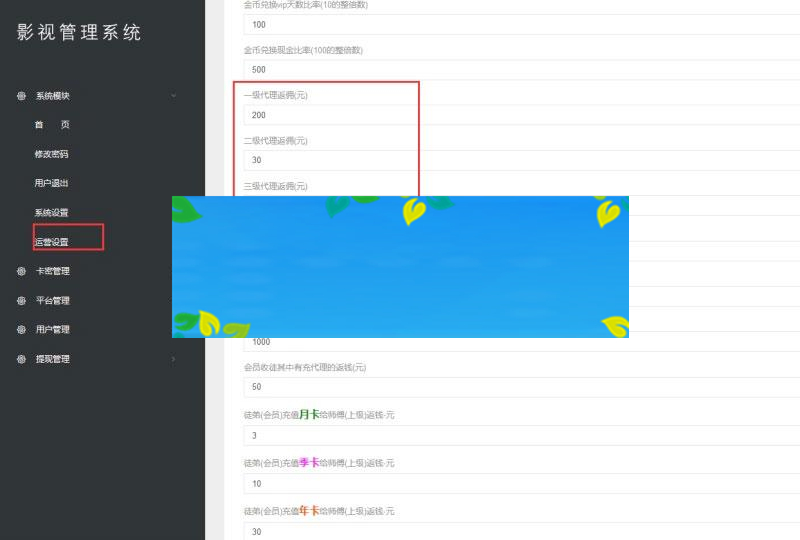 影视管理系统
系统模块
首 页
修改密码
用户退出
系统设置
运营设置
卡密管理
平台管理
用户管理
提现管理
金币兑换vip天数比率(10的整倍数)
100
金币兑换现金比率(100的整倍数)
500
一级代理返佣(元)
200
二级代理返佣(元)
30
三级代理返佣(元)
1000
会员收徒其中有充代理的返钱(元)
50
徒弟(会员)充值月卡给师傅(上级)返钱-元
3
徒弟(会员)充值季卡给师傅(上级)返钱-元
10
徒弟(会员)充值年卡给师傅(上级)返钱-元
30